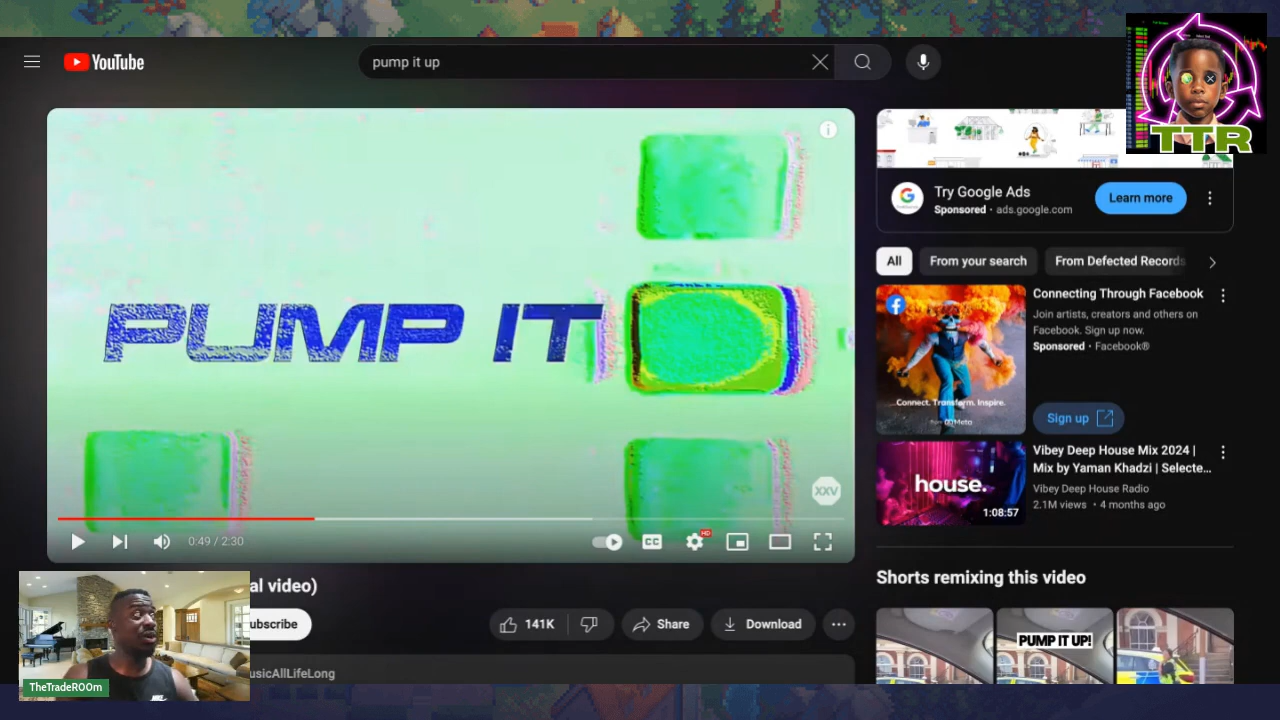 YouTube
pump it up
TTR
PUMP IT
XXV
0:49 / 2:30
CC
HD
al video)
ubscribe
141K
Share
Download
usicAllLifeLong
Try Google Ads
Sponsored · ads.google.com
Learn more
All
From your search
From Defected Records
Connecting Through Facebook
Join artists, creators and others on
Facebook. Sign up now.
Sponsored · Facebook®
Sign up
Connect. Transform. Inspire.
from Meta
Vibey Deep House Mix 2024 |
Mix by Yaman Khadzi | Selecte...
Vibey Deep House Radio
2.1M views · 4 months ago
house.
1:08:57
Shorts remixing this video
PUMP IT UP!
TheTradeROOm